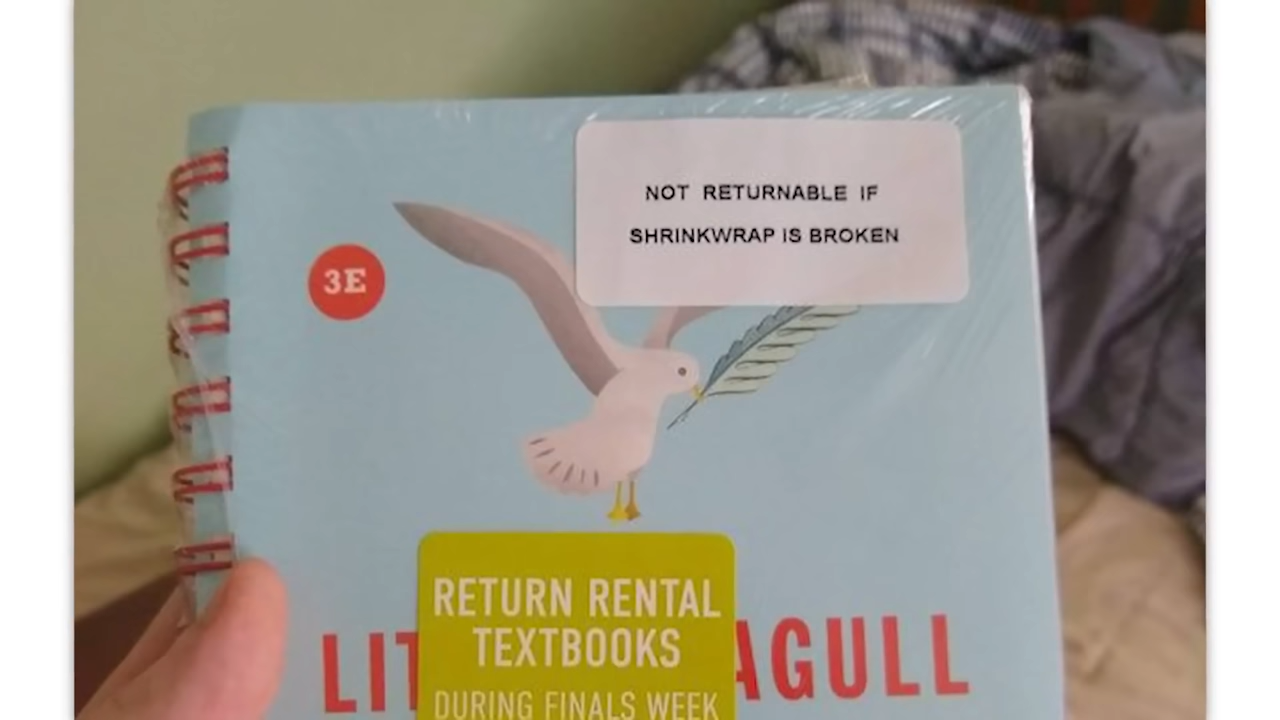 NOT RETURNABLE IF
SHRINKWRAP IS BROKEN
3E
RETURN RENTAL
TEXTBOOKS
DURING FINALS WEEK
LIT AGULL